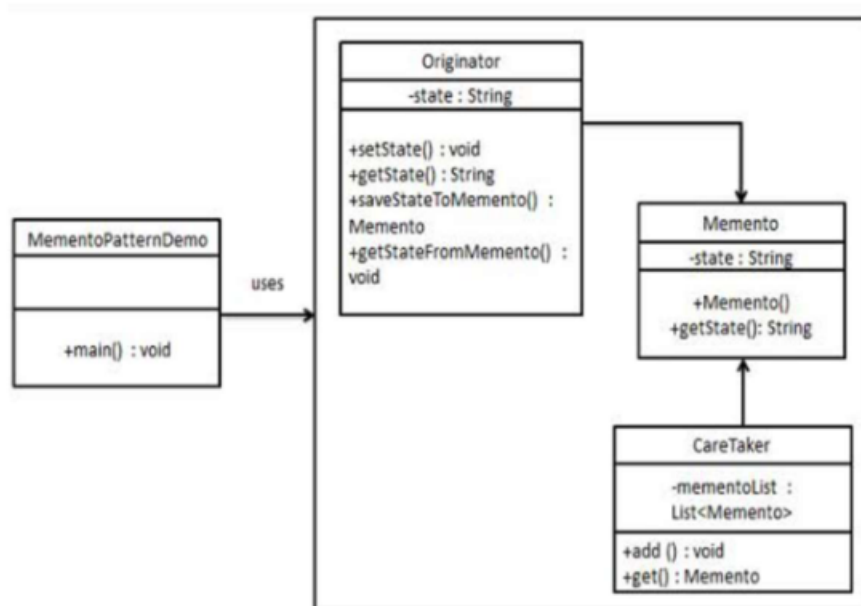 MementoPatternDemo
+main() : void
uses
Originator
-state : String
+setState() : void
+getState() : String
+saveStateToMemento() :
Memento
+getStateFromMemento() :
void
Memento
-state : String
+Memento()
+getState(): String
CareTaker
-mementoList :
List<Memento>
+add () : void
+get() : Memento